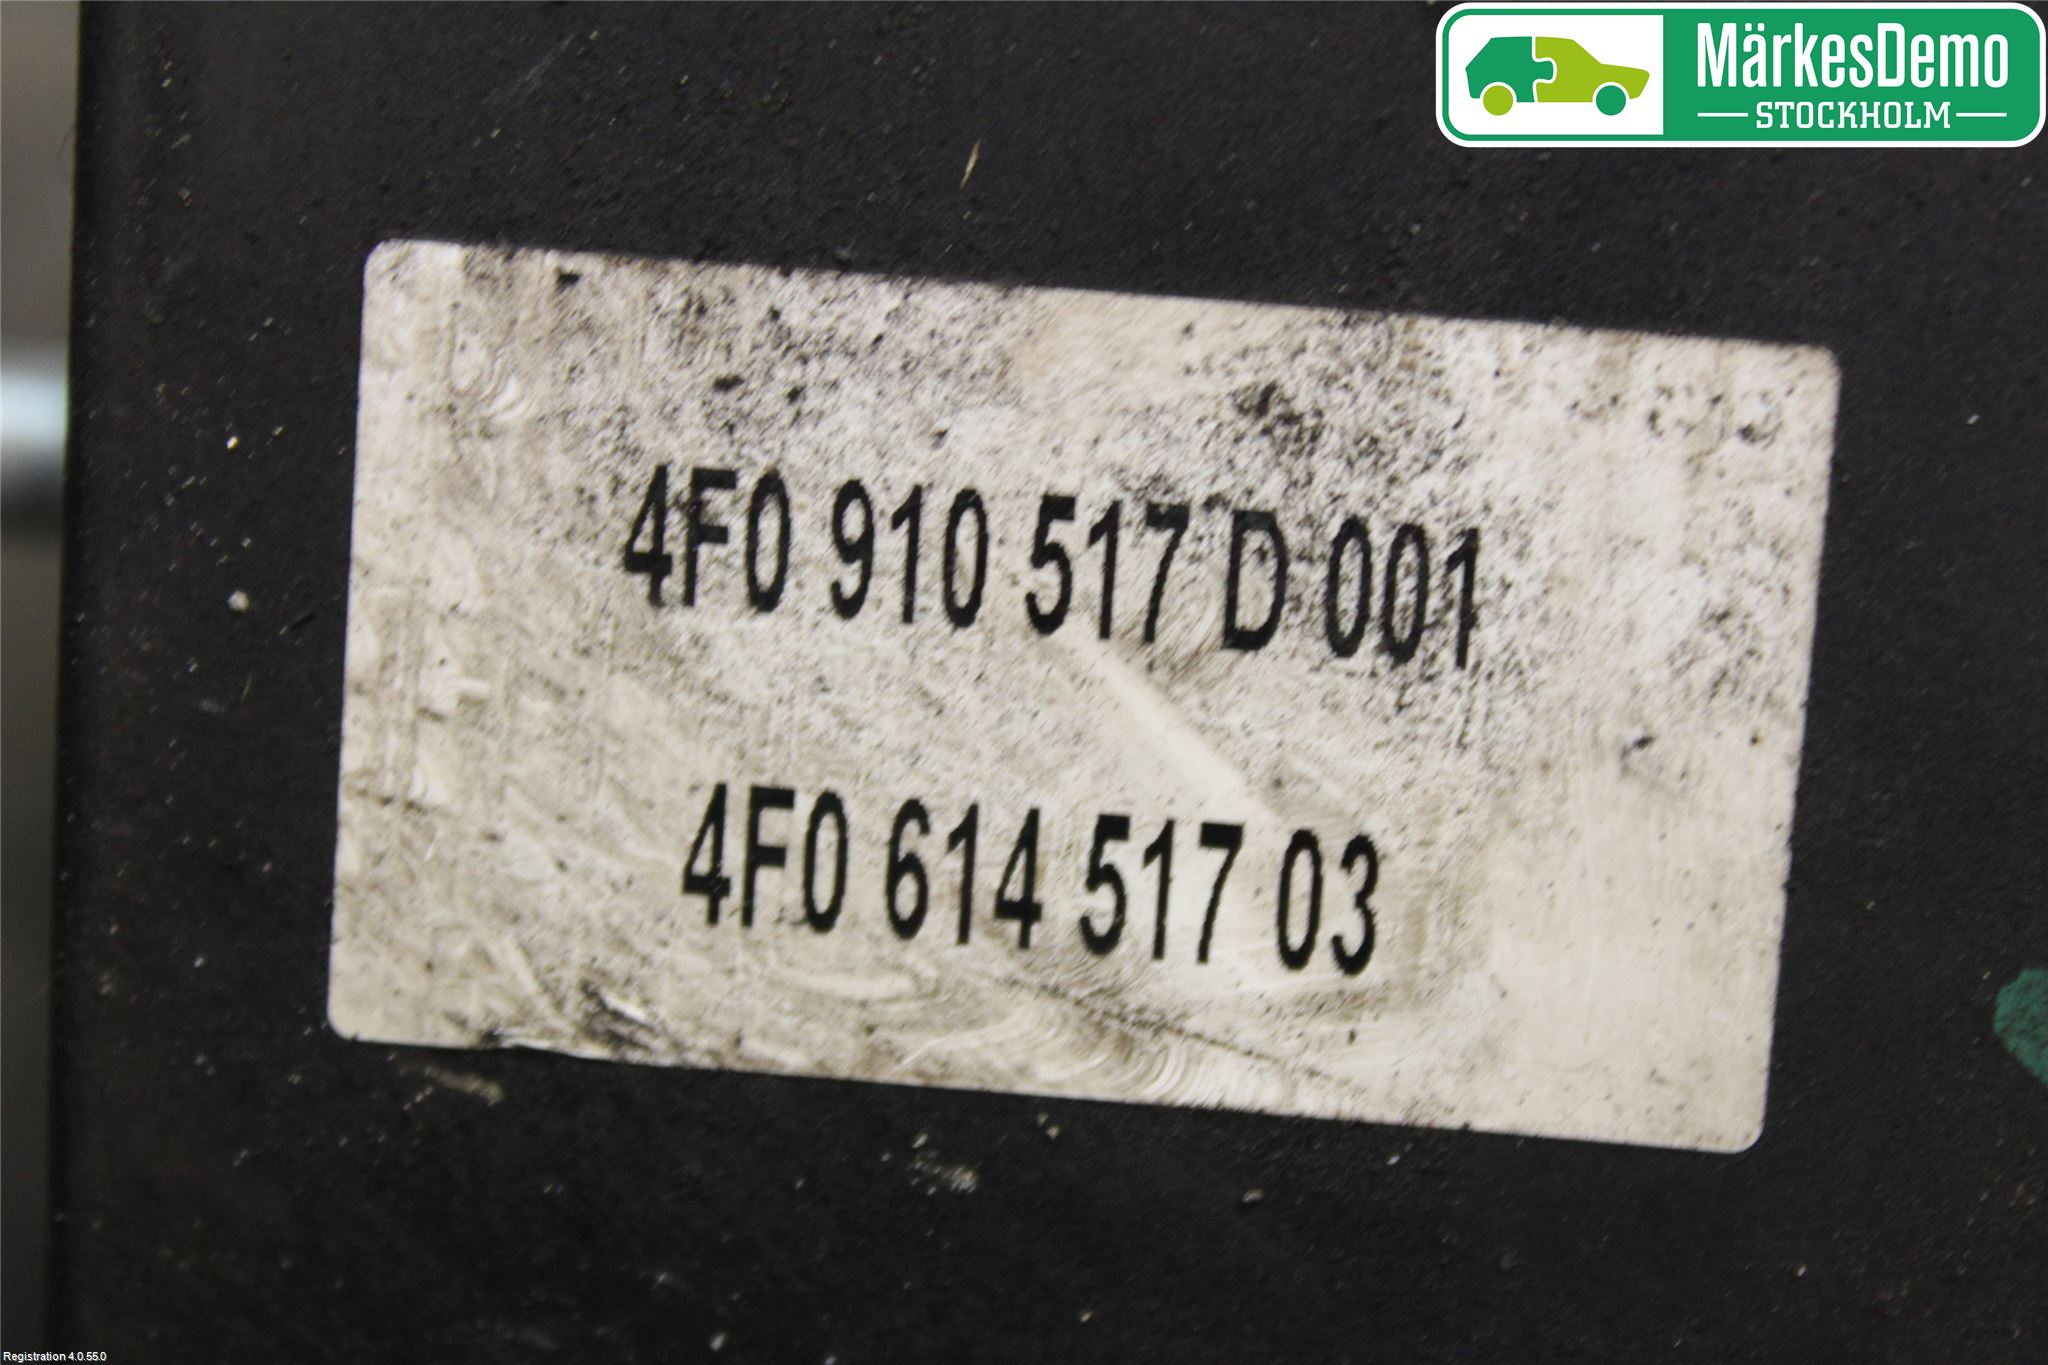 MärkesDemo
STOCKHOLM
4F0 910 517 D 001
4F0 614 517 03
Registration 4.0.55.0